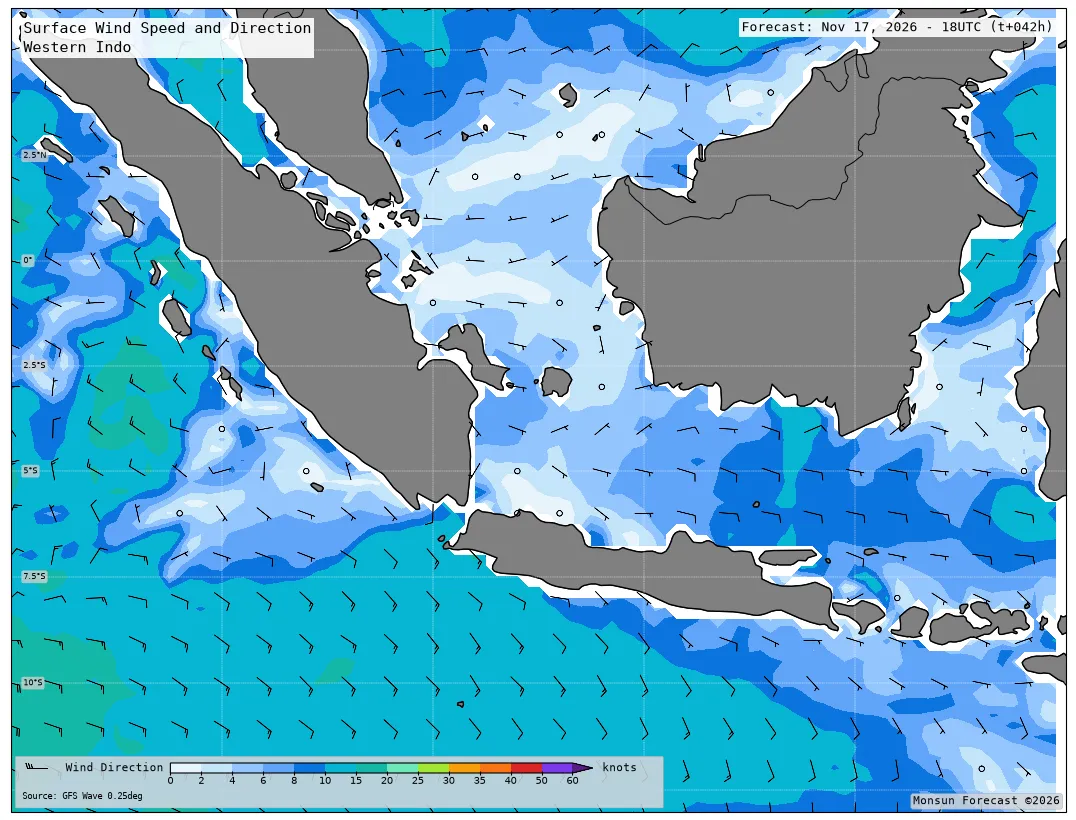 Surface Wind Speed and Direction
Western Indo
Forecast: Nov 17, 2026 - 18UTC (t+042h)
2.5°N
0°
2.5°S
5°S
7.5°S
10°S
Wind Direction
0 2 4 6 8 10 15 20 25 30 35 40 50 60
knots
Source: GFS Wave 0.25deg
Monsun Forecast ©2026